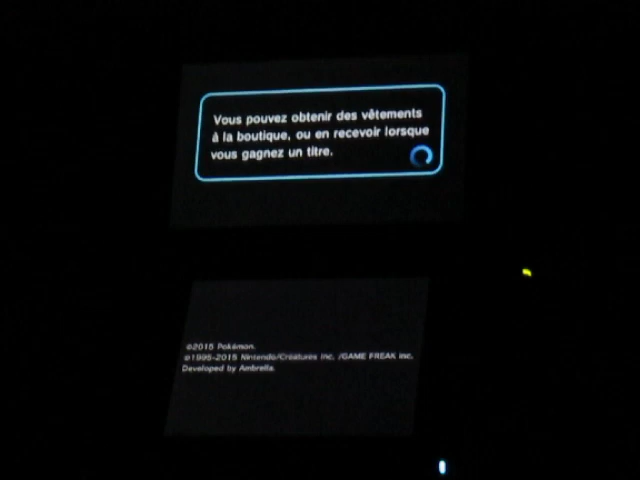 Vous pouvez obtenir des vêtements
à la boutique, ou en recevoir lorsque
vous gagnez un titre.
©2015 Pokémon.
©1995-2015 Nintendo/Creatures Inc. /GAME FREAK inc.
Developed by Ambrella.